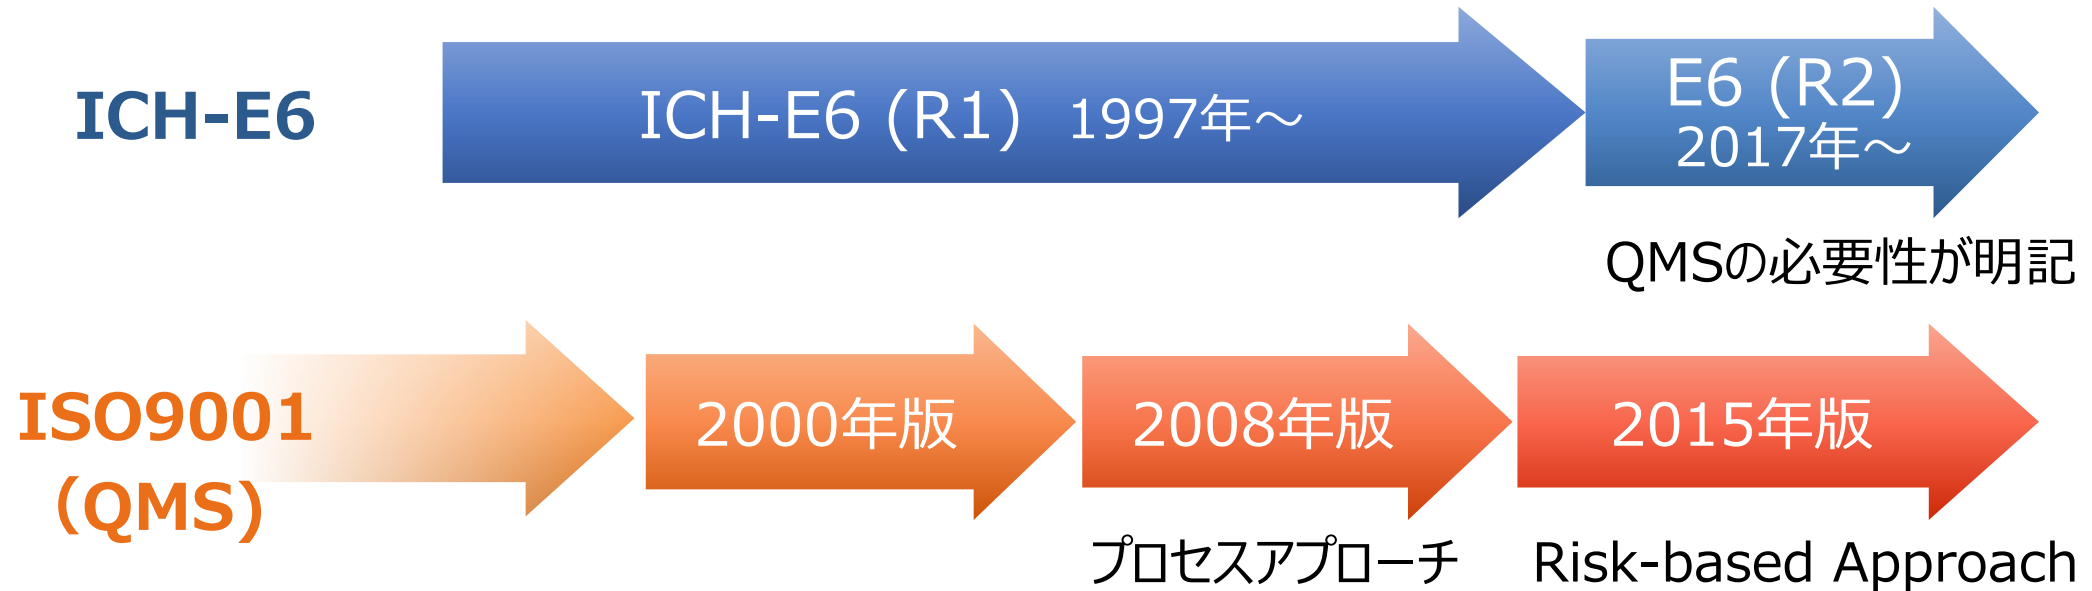 ICH-E6
ICH-E6 (R1) 1997年～
E6 (R2)
2017年～
QMSの必要性が明記
ISO9001
（QMS)
2000年版
2008年版
2015年版
プロセスアプローチ
Risk-based Approach